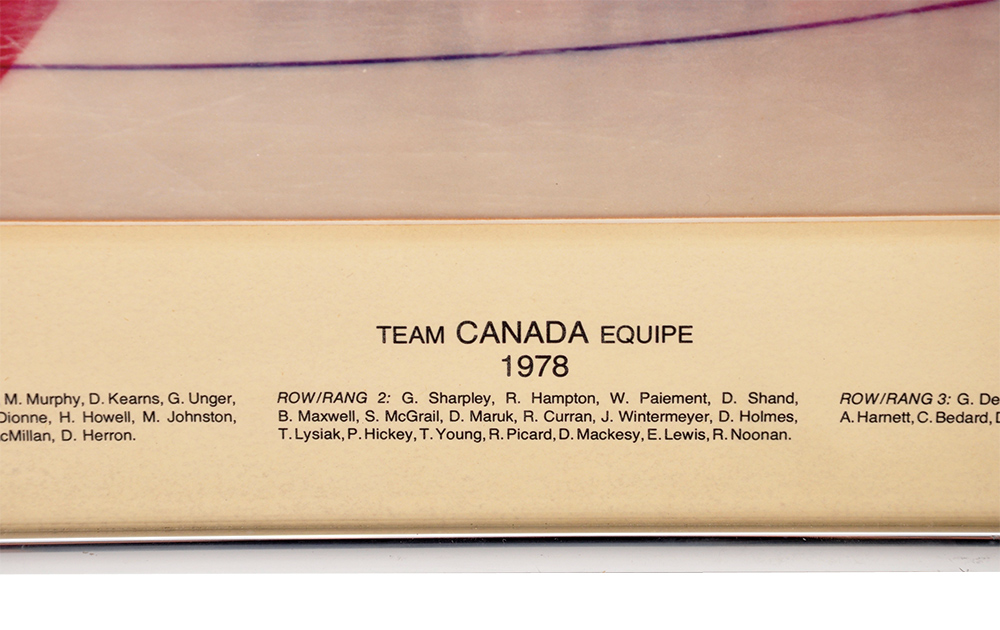 TEAM CANADA EQUIPE
1978
M. Murphy, D. Kearns, G. Unger,
Dionne, H. Howell, M. Johnston,
cMillan, D. Herron.
ROW/RANG 2: G. Sharpley, R. Hampton, W. Paiement, D. Shand,
B. Maxwell, S. McGrail, D. Maruk, R. Curran, J. Wintermeyer, D. Holmes,
T. Lysiak, P. Hickey, T. Young, R. Picard, D. Mackesy, E. Lewis, R. Noonan.
ROW/RANG 3: G. De
A. Harnett, C. Bedard,